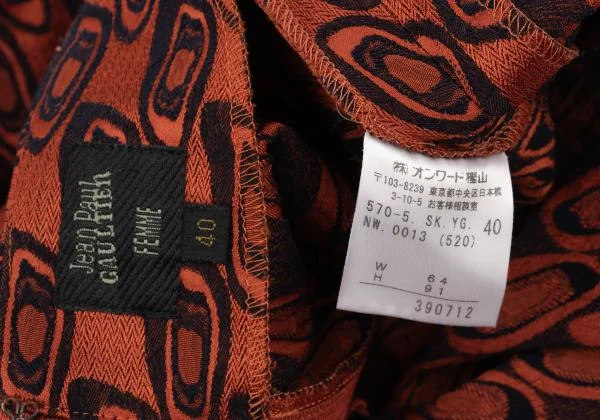 Jean Paul
GAULTIER
FEMME
40
(株)オンワード樫山
〒103-8239 東京都中央区日本橋
3-10-5 お客様相談室
570-5. SK.YG. 40
NW. 0013 (520)
W 64
H 91
390712